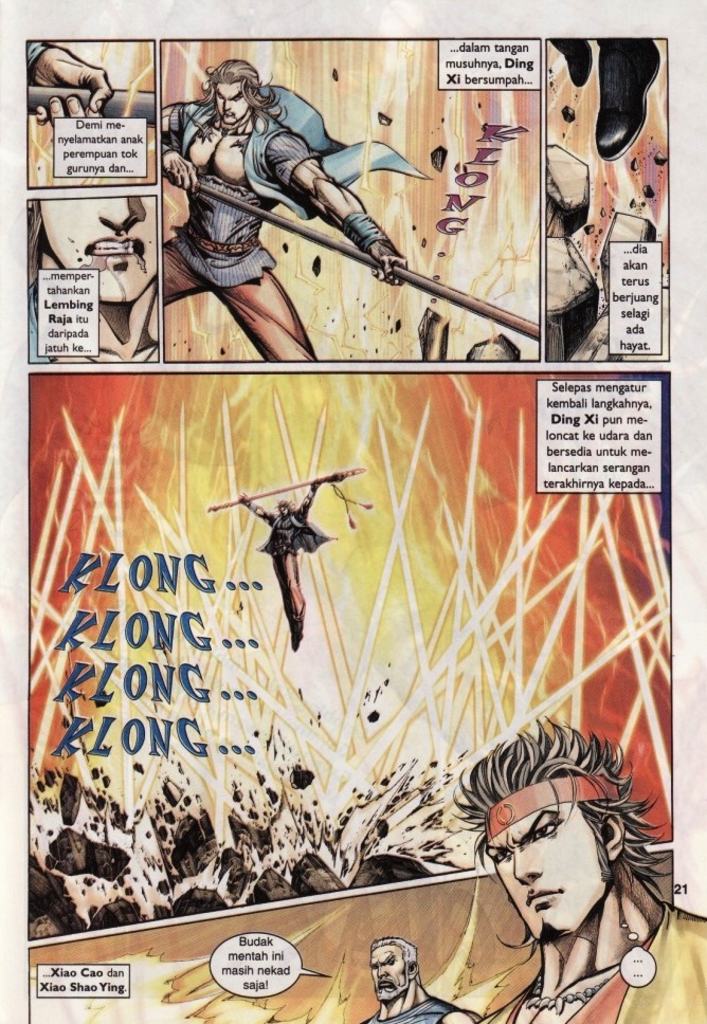 Demi me-
nyelamatkan anak
perempuan tok
gurunya dan...
...memper-
tahankan
Lembing
Raja itu
daripada
jatuh ke...
...dalam tangan
musuhnya, Ding
Xi bersumpah...
KLONG
...dia
akan
terus
berjuang
selagi
ada
hayat.
Selepas mengatur
kembali langkahnya,
Ding Xi pun me-
loncat ke udara dan
bersedia untuk me-
lancarkan serangan
terakhirnya kepada...
KLONG...
KLONG...
KLONG...
KLONG...
21
...Xiao Cao dan
Xiao Shao Ying.
Budak
mentah ini
masih nekad
saja!
...
...